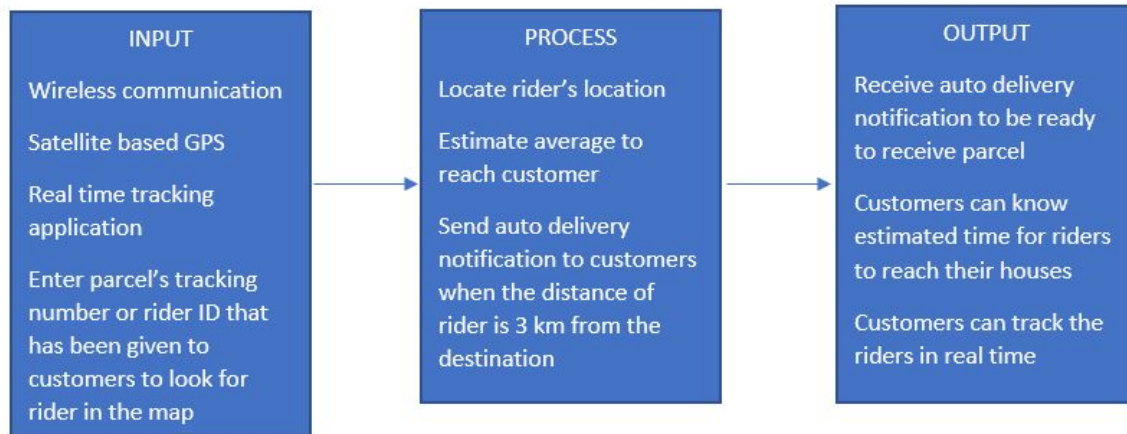 INPUT
Wireless communication
Satellite based GPS
Real time tracking
application
Enter parcel’s tracking
number or rider ID that
has been given to
customers to look for
rider in the map
PROCESS
Locate rider’s location
Estimate average to
reach customer
Send auto delivery
notification to customers
when the distance of
rider is 3 km from the
destination
OUTPUT
Receive auto delivery
notification to be ready
to receive parcel
Customers can know
estimated time for riders
to reach their houses
Customers can track the
riders in real time